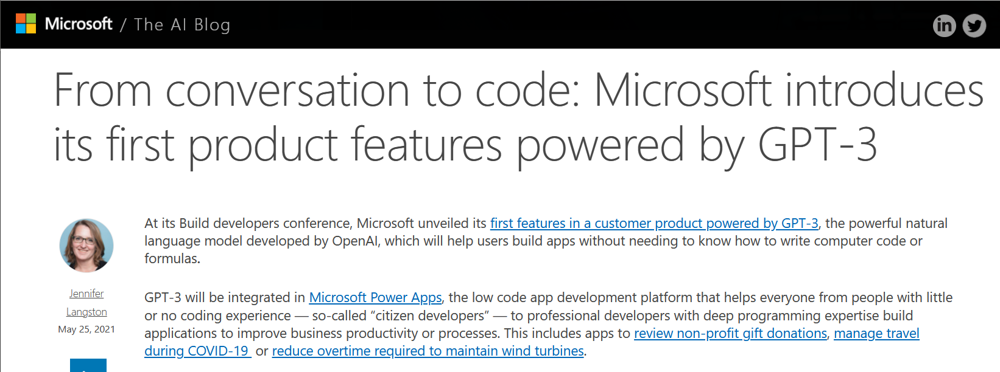 Microsoft / The AI Blog
in
From conversation to code: Microsoft introduces
its first product features powered by GPT-3
At its Build developers conference, Microsoft unveiled its first features in a customer product powered by GPT-3, the powerful natural
language model developed by OpenAI, which will help users build apps without needing to know how to write computer code or
formulas.
Jennifer
Langston
May 25, 2021
GPT-3 will be integrated in Microsoft Power Apps, the low code app development platform that helps everyone from people with little
or no coding experience — so-called “citizen developers” — to professional developers with deep programming expertise build
applications to improve business productivity or processes. This includes apps to review non-profit gift donations, manage travel
during COVID-19 or reduce overtime required to maintain wind turbines.